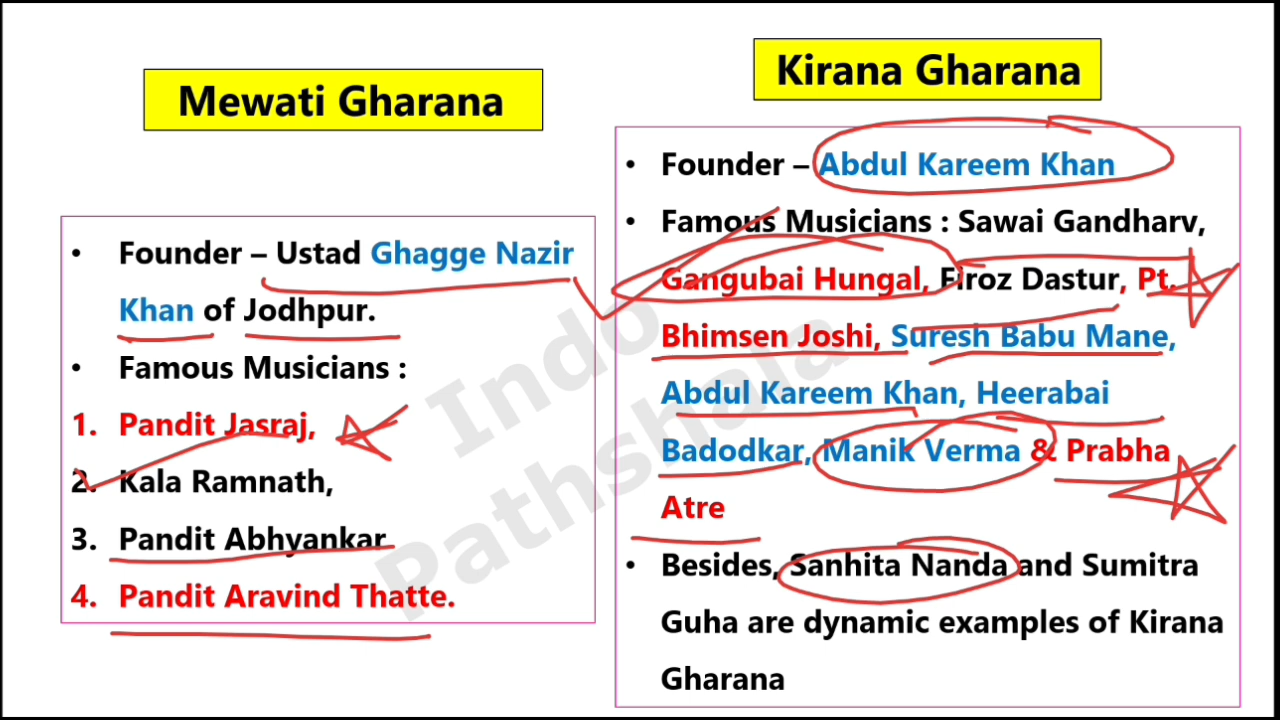 Mewati Gharana
• Founder – Ustad Ghagge Nazir
Khan of Jodhpur.
• Famous Musicians :
1. Pandit Jasraj,
2. Kala Ramnath,
3. Pandit Abhyankar
4. Pandit Aravind Thatte.
Kirana Gharana
• Founder – Abdul Kareem Khan
• Famous Musicians : Sawai Gandharv,
Gangubai Hungal, Firoz Dastur, Pt.
Bhimsen Joshi, Suresh Babu Mane,
Abdul Kareem Khan, Heerabai
Badodkar, Manik Verma & Prabha
Atre
• Besides, Sanhita Nanda and Sumitra
Guha are dynamic examples of Kirana
Gharana
Indo
Pathshala